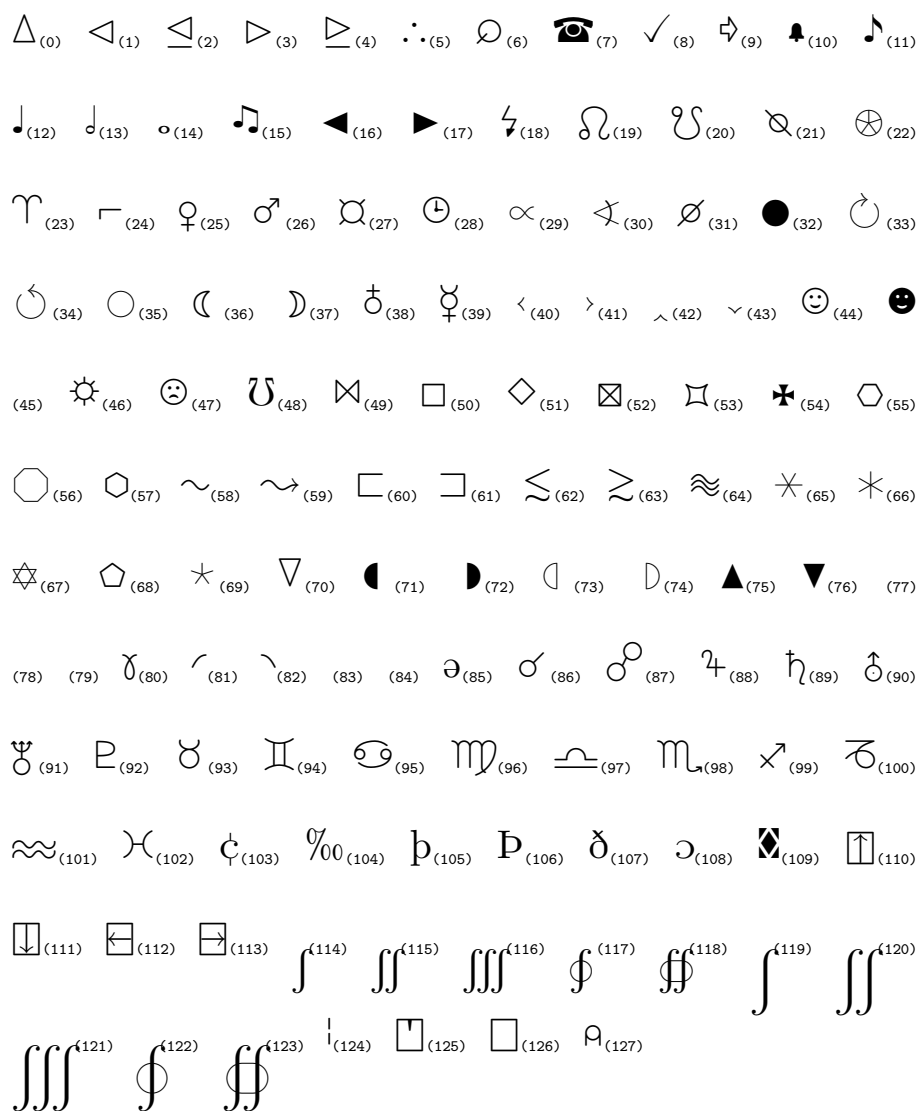 △(0) ◁(1) ⊴(2) ▷(3) ⊵(4) ∴(5) (6) ☎(7) ✓(8) ➪(9) (10) ♪(11)
♩(12) (13) (14) ♫(15) ◀(16) ▶(17) (18) ☊(19) ☋(20) (21) (22)
♈(23) (24) ♀(25) ♂(26) ¤(27) (28) ∝(29) ∢(30) ⌀(31) ●(32) ↻(33)
↺(34) ○(35) ☾(36) ☽(37) ♁(38) ☿(39) ˂(40) ˃(41) ‸(42) ˇ(43) ☺(44) ☻
(45) ☼(46) ☹(47) ℧(48) ⋈(49) □(50) ◇(51) ⊠(52) (53) ✠(54) ⎔(55)
(56) ⬡(57) ∼(58) ⇝(59) ⊏(60) ⊐(61) ≲(62) ≳(63) ≋(64) (65) (66)
✡(67) ⬠(68) (69) ▽(70) ◖(71) ◗(72) (73) (74) ▲(75) ▼(76) (77)
(78) (79) (80) (81) (82) (83) (84) ə(85) ☌(86) ☍(87) ♃(88) ♄(89) ⛢(90)
(91) ♇(92) ♉(93) ♊(94) ♋(95) ♍(96) ♎(97) ♏(98) ♐(99) ♑(100)
♒(101) ♓(102) ¢(103) ‰(104) þ(105) Þ(106) ð(107) ɔ(108) (109) ⍐(110)
⍗(111) ⍇(112) ⍈(113) ∫(114) ∬(115) ∭(116) ∮(117) ∯(118) ∫(119) ∬(120)
∭(121) ∮(122) ∯(123) ¦(124) (125) ⎕(126) (127)